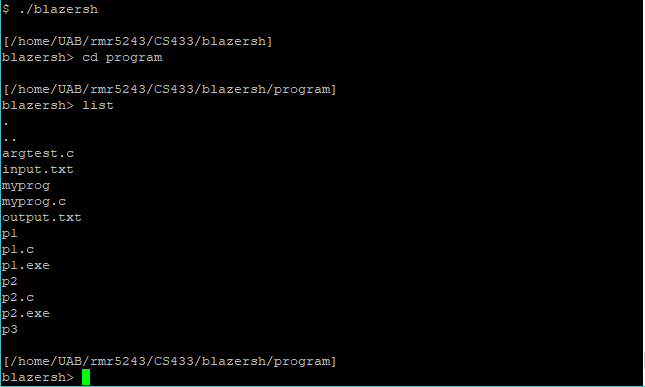 $ ./blazersh
[/home/UAB/rmr5243/CS433/blazersh]
blazersh> cd program
[/home/UAB/rmr5243/CS433/blazersh/program]
blazersh> list
.
..
argtest.c
input.txt
myprog
myprog.c
output.txt
p1
p1.c
p1.exe
p2
p2.c
p2.exe
p3
[/home/UAB/rmr5243/CS433/blazersh/program]
blazersh>